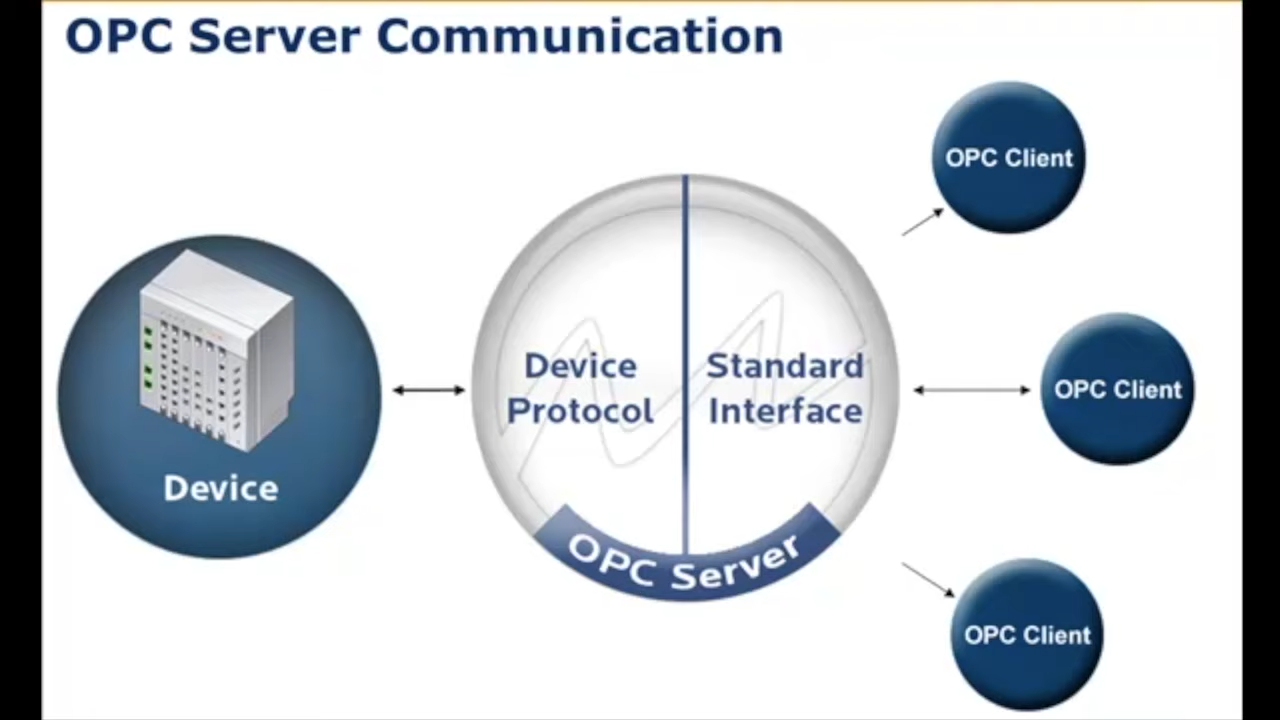 OPC Server Communication
OPC Client
Device
Protocol
Standard
Interface
OPC Client
Device
OPC Server
OPC Client